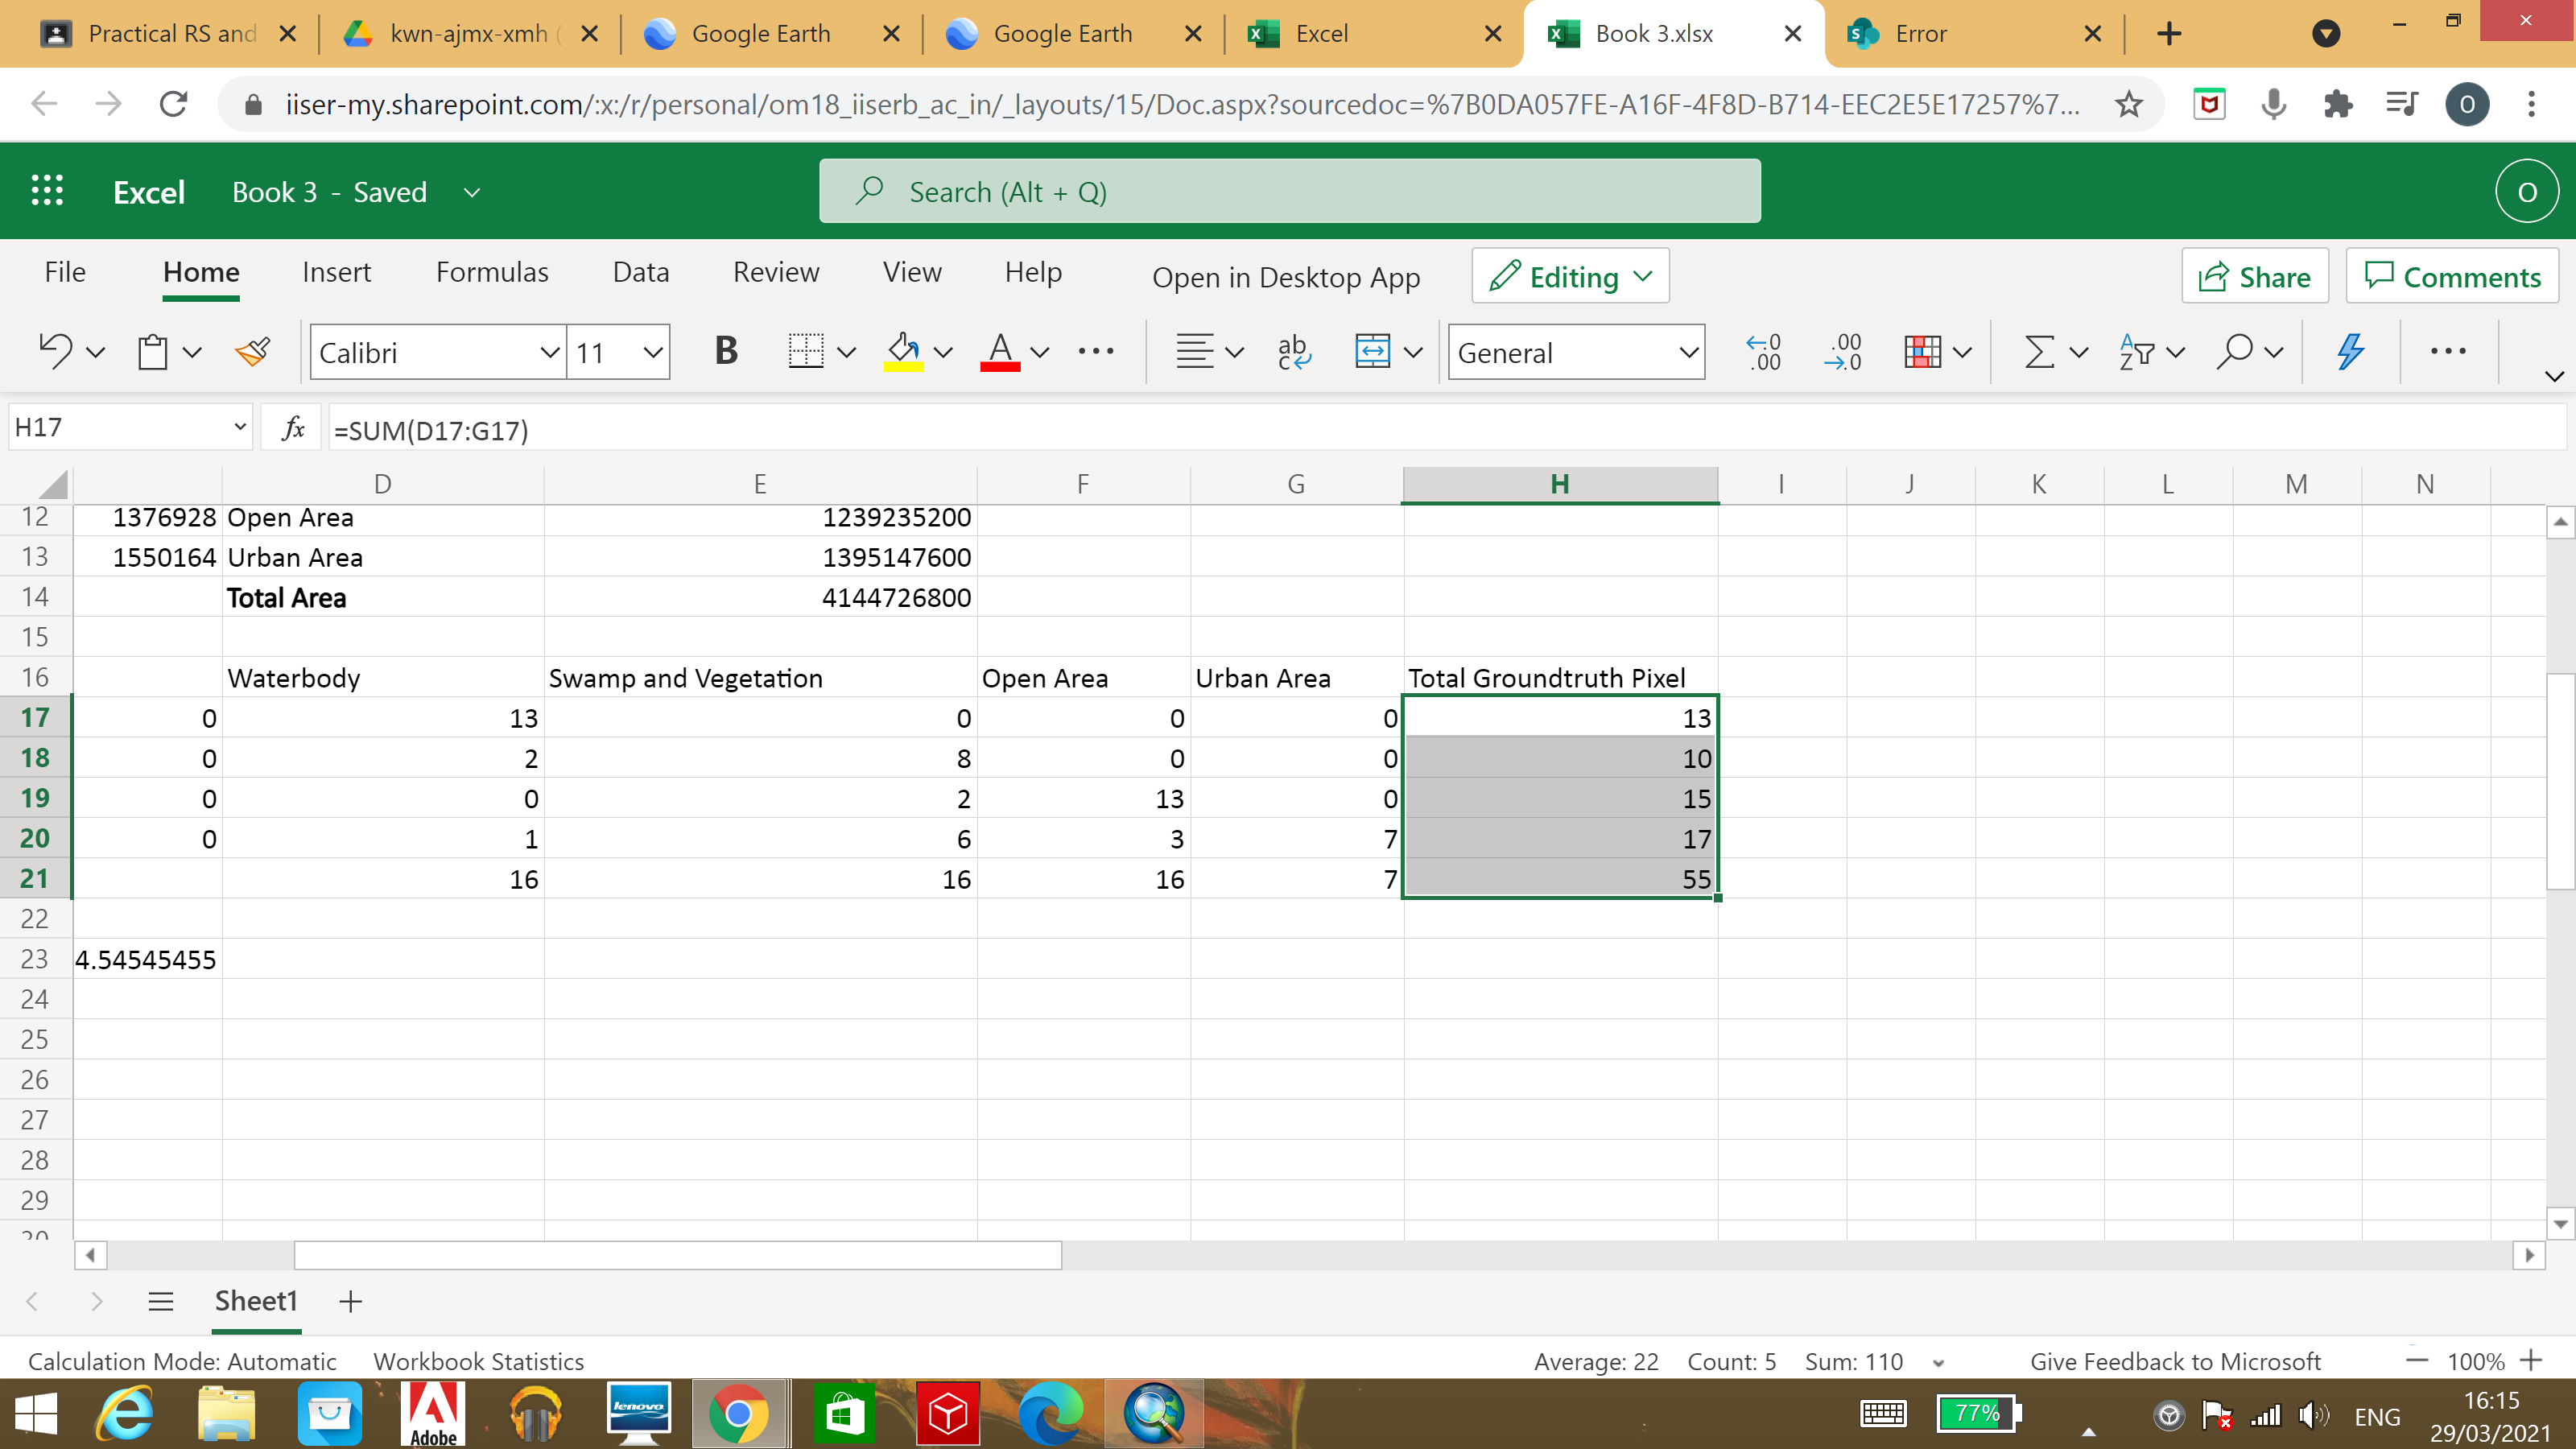 Practical RS and
kwn-ajmx-xmh (
Google Earth
Google Earth
Excel
Book 3.xlsx
Error
iiser-my.sharepoint.com/:x:/r/personal/om18_iiserb_ac_in/_layouts/15/Doc.aspx?sourcedoc=%7B0DA057FE-A16F-4F8D-B714-EEC2E5E17257%7...
O
Excel Book 3 - Saved
Search (Alt + Q)
O
File Home Insert Formulas Data Review View Help Open in Desktop App Editing Share Comments
Calibri 11 B A ab c General .0 .00 .00 .0 A Z
H17 fx =SUM(D17:G17)
D E F G H I J K L M N
12 1376928 Open Area 1239235200
13 1550164 Urban Area 1395147600
14 Total Area 4144726800
15
16 Waterbody Swamp and Vegetation Open Area Urban Area Total Groundtruth Pixel
17 0 13 0 0 0 13
18 0 2 8 0 0 10
19 0 0 2 13 0 15
20 0 1 6 3 7 17
21 16 16 16 7 55
22
23 4.54545455
24
25
26
27
28
29
30
Sheet1
Calculation Mode: Automatic Workbook Statistics Average: 22 Count: 5 Sum: 110 Give Feedback to Microsoft 100%
Adobe
lenovo
77%
ENG
16:15
29/03/2021